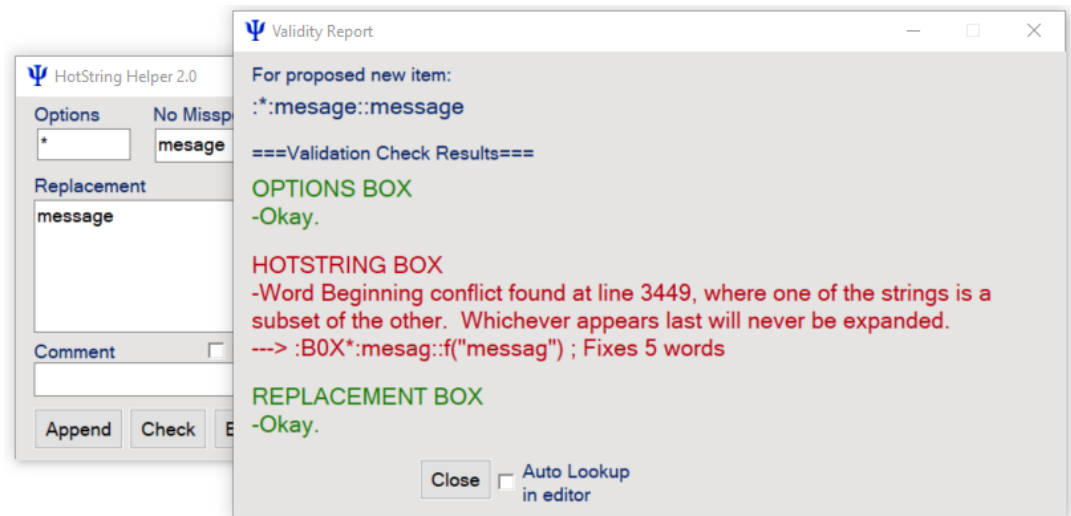 Validity Report
HotString Helper 2.0
Options
No Missp
*
mesage
Replacement
message
Comment
Append
Check
E
For proposed new item:
:*:mesage::message
===Validation Check Results===
OPTIONS BOX
-Okay.
HOTSTRING BOX
-Word Beginning conflict found at line 3449, where one of the strings is a
subset of the other.  Whichever appears last will never be expanded.
---> :B0X*:mesag::f("messag") ; Fixes 5 words
REPLACEMENT BOX
-Okay.
Close
Auto Lookup
in editor